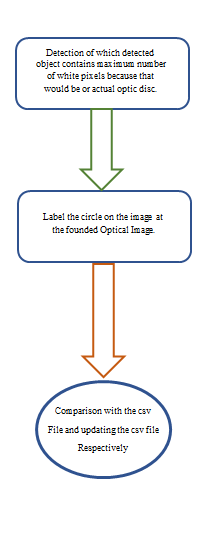 Detection of which detected
object contains maximum number
of white pixels because that
would be or actual optic disc.
Label the circle on the image at
the founded Optical Image.
Comparison with the csv
File and updating the csv file
Respectively